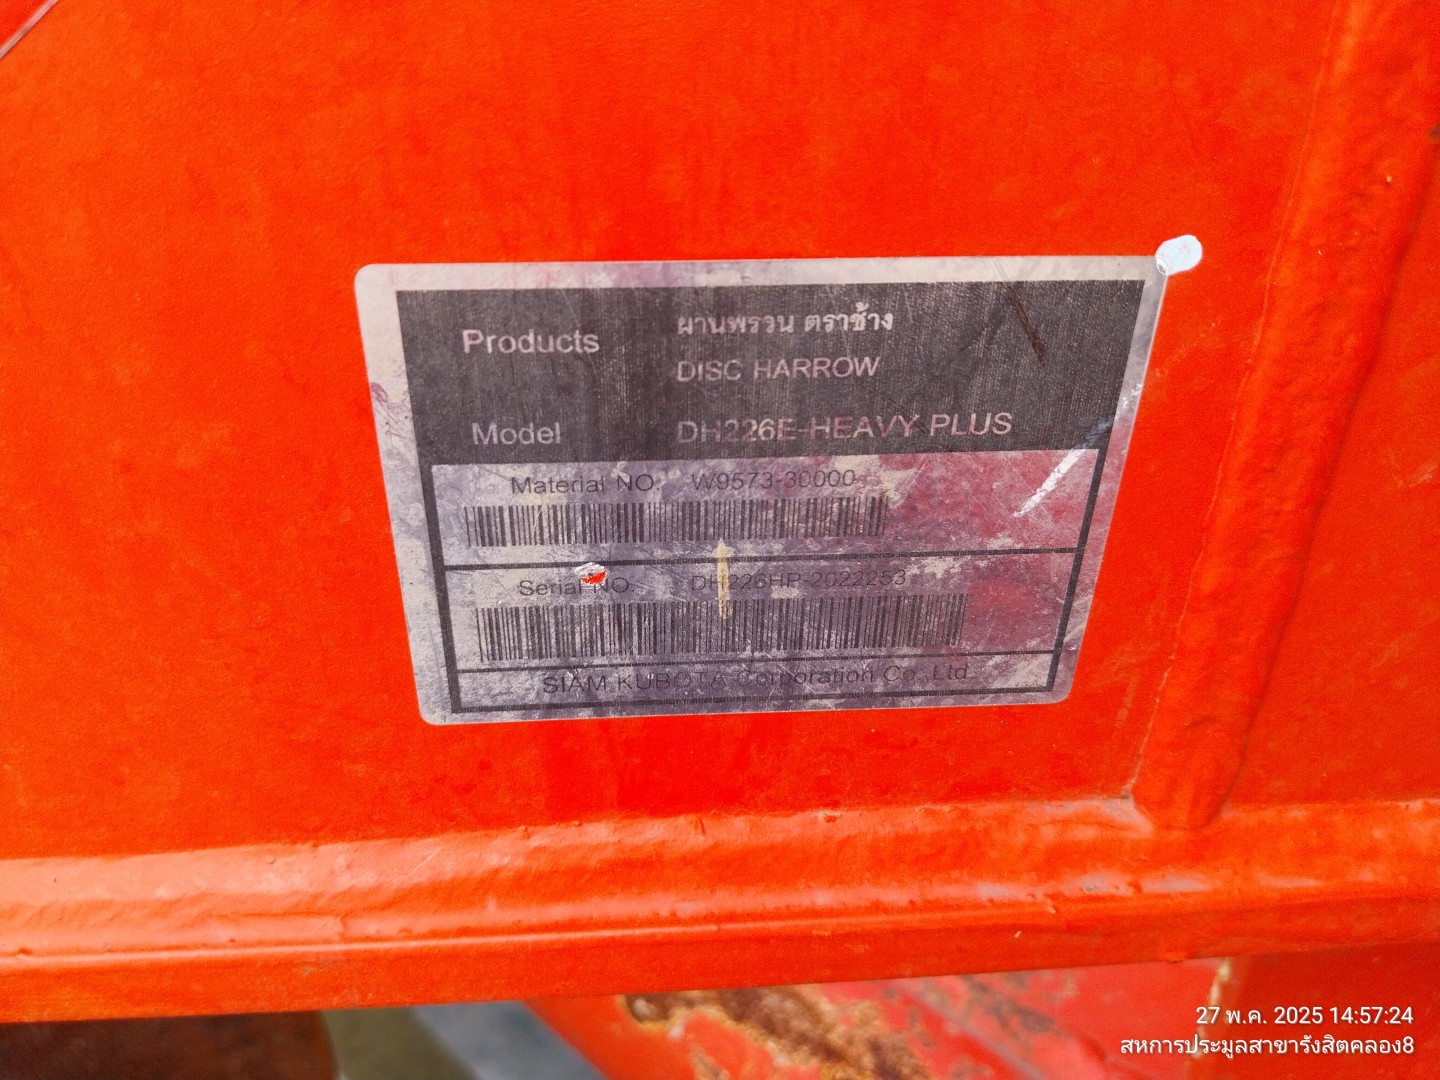 Products ผานพรวน ตราช้าง
DISC HARROW
Model DH226E-HEAVY PLUS
Material NO. W9573-30000
Serial NO. DH226HP-2022253
SIAM KUBOTA Corporation Co.,Ltd.
27 พ.ค. 2025 14:57:24
สหการประมูลสาขารังสิตคลอง8